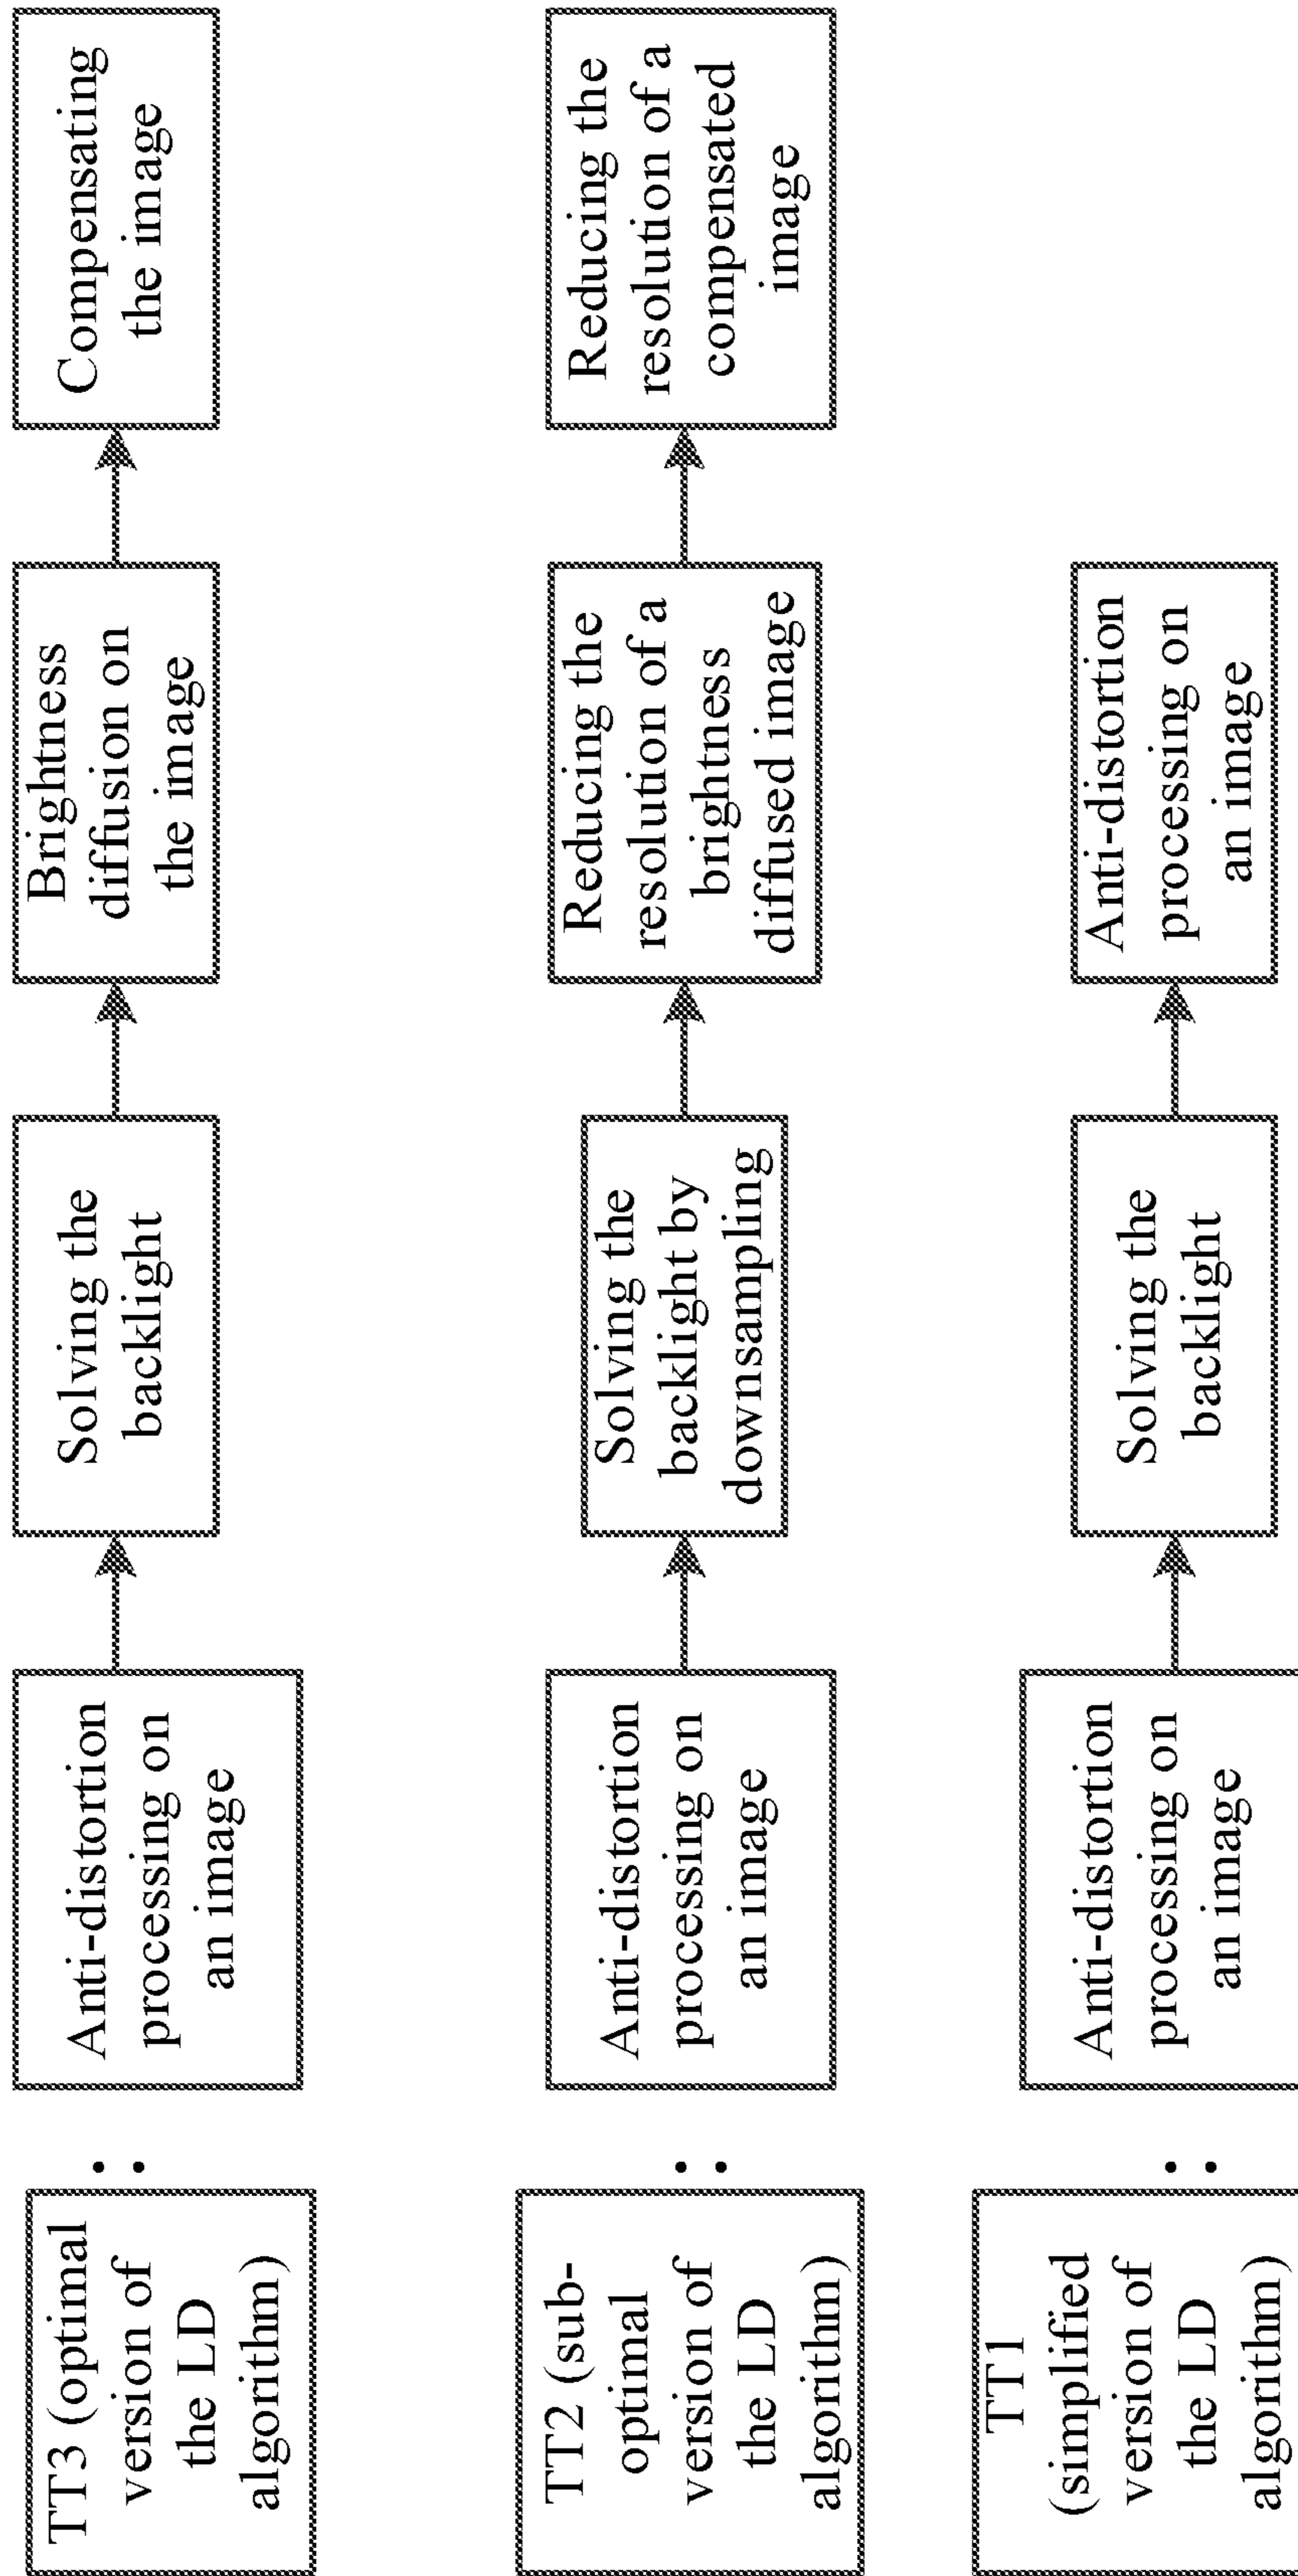 TT3 (optimal
version of
the LD
algorithm)
:
Anti-distortion
processing on
an image
Solving the
backlight
Brightness
diffusion on
the image
Compensating
the image
TT2 (sub-
optimal
version of
the LD
algorithm)
:
Anti-distortion
processing on
an image
Solving the
backlight by
downsampling
Reducing the
resolution of a
brightness
diffused image
Reducing the
resolution of a
compensated
image
TT1
(simplified
version of
the LD
algorithm)
:
Anti-distortion
processing on
an image
Solving the
backlight
Anti-distortion
processing on
an image